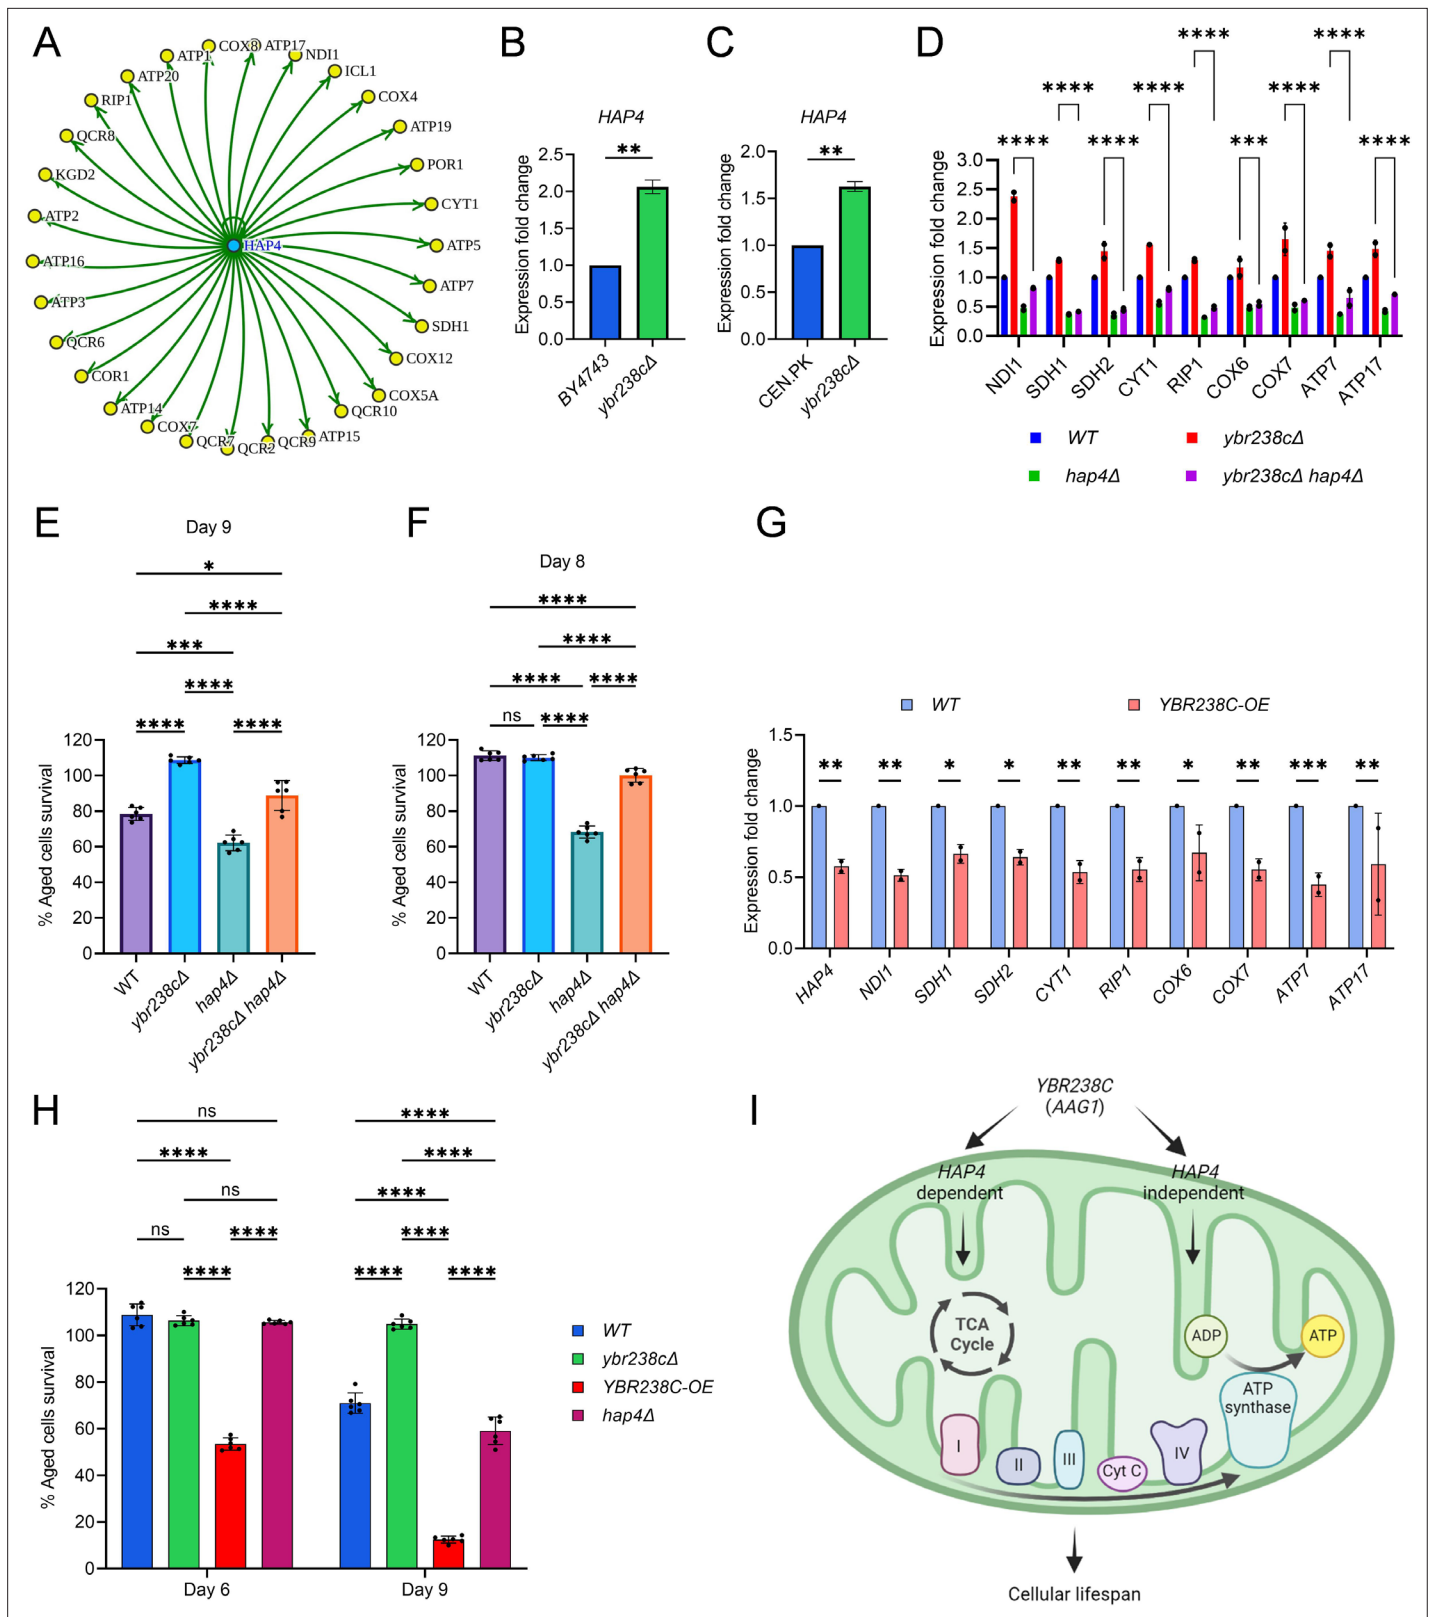 A
COX8
ATP17
NDI1
ICL1
COX4
ATP19
POR1
CYT1
ATP5
ATP7
SDH1
COX12
COX5A
QCR10
ATP15
QCR9
QCR2
QCR7
COX7
ATP14
COR1
QCR6
ATP3
ATP16
ATP2
KGD2
QCR8
RIP1
ATP20
ATP1
HAP4
B
HAP4
**
Expression fold change
2.5
2.0
1.5
1.0
0.5
0.0
BY4743
ybr238cΔ
C
HAP4
**
Expression fold change
2.0
1.5
1.0
0.5
0.0
CEN.PK
ybr238cΔ
D
**** ****
**** **** ****
**** **** *** ****
Expression fold change
3.0
2.5
2.0
1.5
1.0
0.5
0.0
NDI1 SDH1 SDH2 CYT1 RIP1 COX6 COX7 ATP7 ATP17
WT ybr238cΔ
hap4Δ ybr238cΔ hap4Δ
E
Day 9
*
****
***
****
**** ****
% Aged cells survival
120
100
80
60
40
20
0
WT
ybr238cΔ
hap4Δ
ybr238cΔ hap4Δ
F
Day 8
****
****
**** ****
ns ****
% Aged cells survival
120
100
80
60
40
20
0
WT
ybr238cΔ
hap4Δ
ybr238cΔ hap4Δ
G
WT YBR238C-OE
Expression fold change
1.5
1.0
0.5
0.0
** ** * * ** ** * ** *** **
HAP4 NDI1 SDH1 SDH2 CYT1 RIP1 COX6 COX7 ATP7 ATP17
H
ns ****
**** ****
ns ****
ns **** ****
**** **** ****
% Aged cells survival
120
100
80
60
40
20
0
Day 6 Day 9
WT
ybr238cΔ
YBR238C-OE
hap4Δ
I
YBR238C
(AAG1)
HAP4
dependent
HAP4
independent
TCA
Cycle
ADP
ATP
ATP
synthase
I
II
III
Cyt C
IV
Cellular lifespan